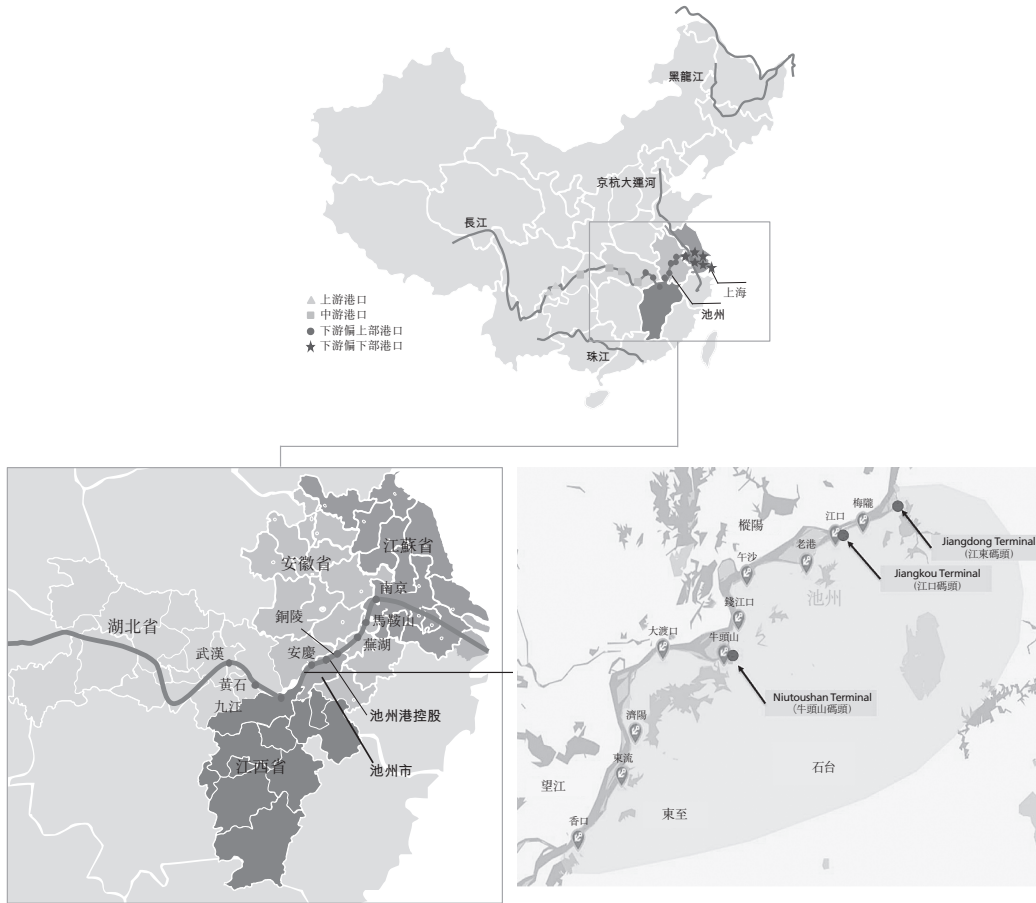 黑龍江
京杭大運河
長江
上海
池州
珠江
上游港口
中游港口
下游偏上部港口
下游偏下部港口
安徽省
江蘇省
南京
銅陵
馬鞍山
蕪湖
湖北省
武漢
安慶
黃石
九江
池州港控股
池州市
江西省
樅陽
江口
梅隴
Jiangdong Terminal
(江東碼頭)
老港
Jiangkou Terminal
(江口碼頭)
午沙
池州
錢江口
大渡口
牛頭山
Niutoushan Terminal
(牛頭山碼頭)
濟陽
東流
望江
石台
東至
香口